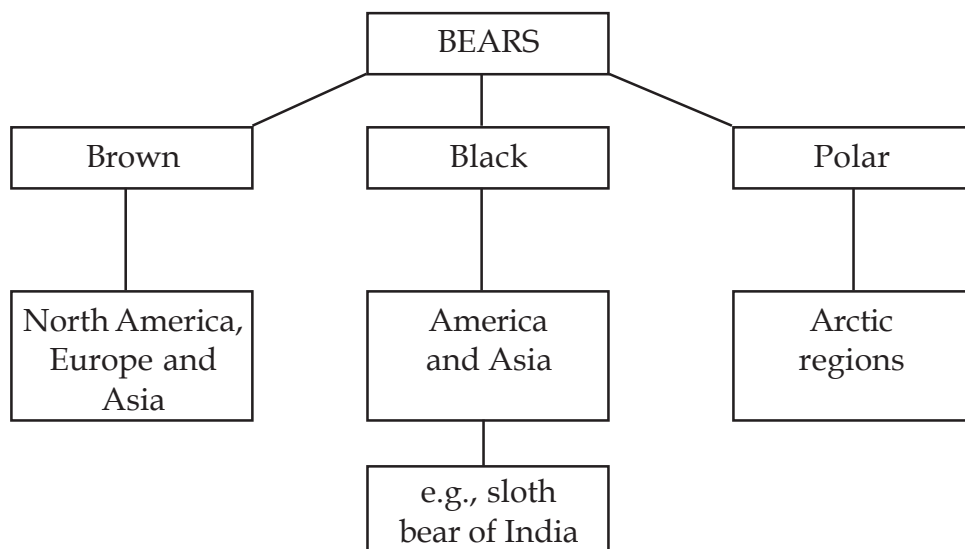 BEARS
Brown
Black
Polar
North America,
Europe and
Asia
America
and Asia
Arctic
regions
e.g., sloth
bear of India